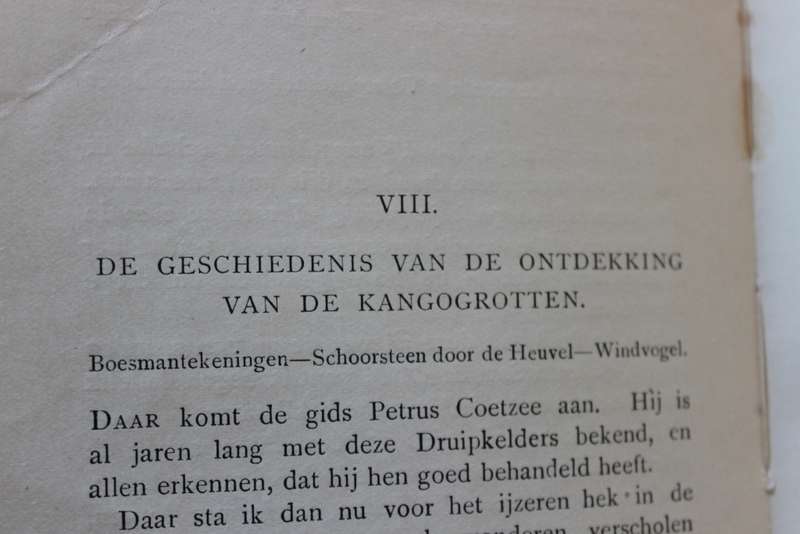 VIII.
DE GESCHIEDENIS VAN DE ONTDEKKING
VAN DE KANGOGROTTEN.
Boesmantekeningen—Schoorsteen door de Heuvel—Windvogel.
DAAR komt de gids Petrus Coetzee aan. Hij is
al jaren lang met deze Druipkelders bekend, en
allen erkennen, dat hij hen goed behandeld heeft.
Daar sta ik dan nu voor het ijzeren hek in de
verscholen